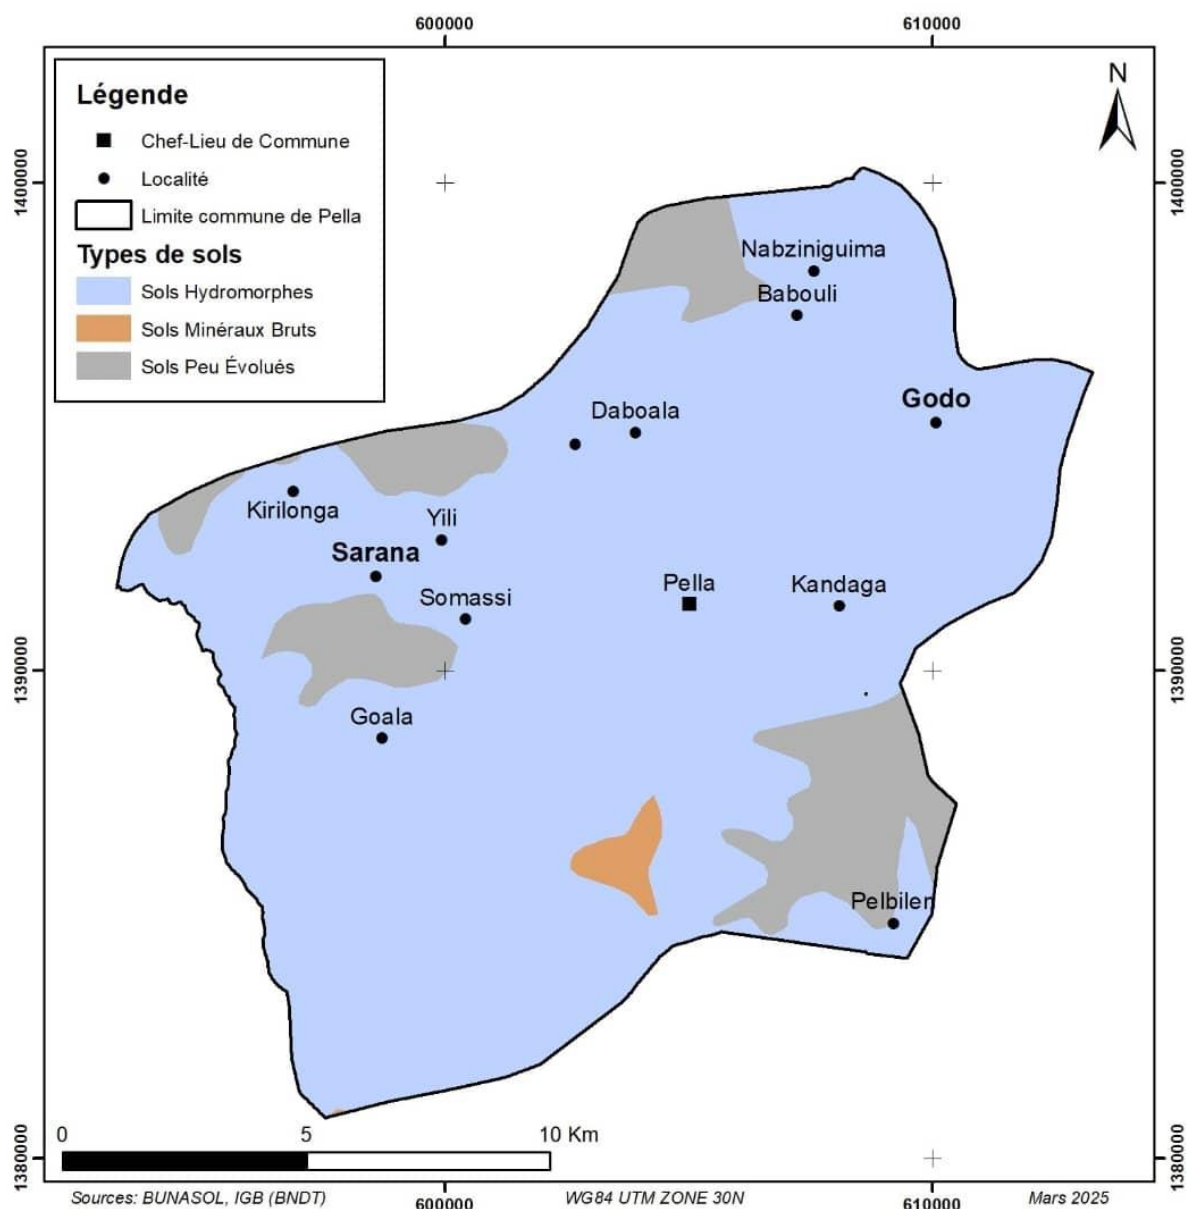 600000
610000
Légende
Chef-Lieu de Commune
Localité
Limite commune de Pella
Types de sols
Sols Hydromorphes
Sols Minéraux Bruts
Sols Peu Évolués
N
1400000
1400000
Nabziniguima
Babouli
Godo
Daboala
Kirilonga
Yili
Sarana
Somassi
Pella
Kandaga
1390000
1390000
Goala
Pelbilen
0 5 10 Km
1380000
1380000
Sources: BUNASOL, IGB (BNDT)
WG84 UTM ZONE 30N
Mars 2025
600000
610000